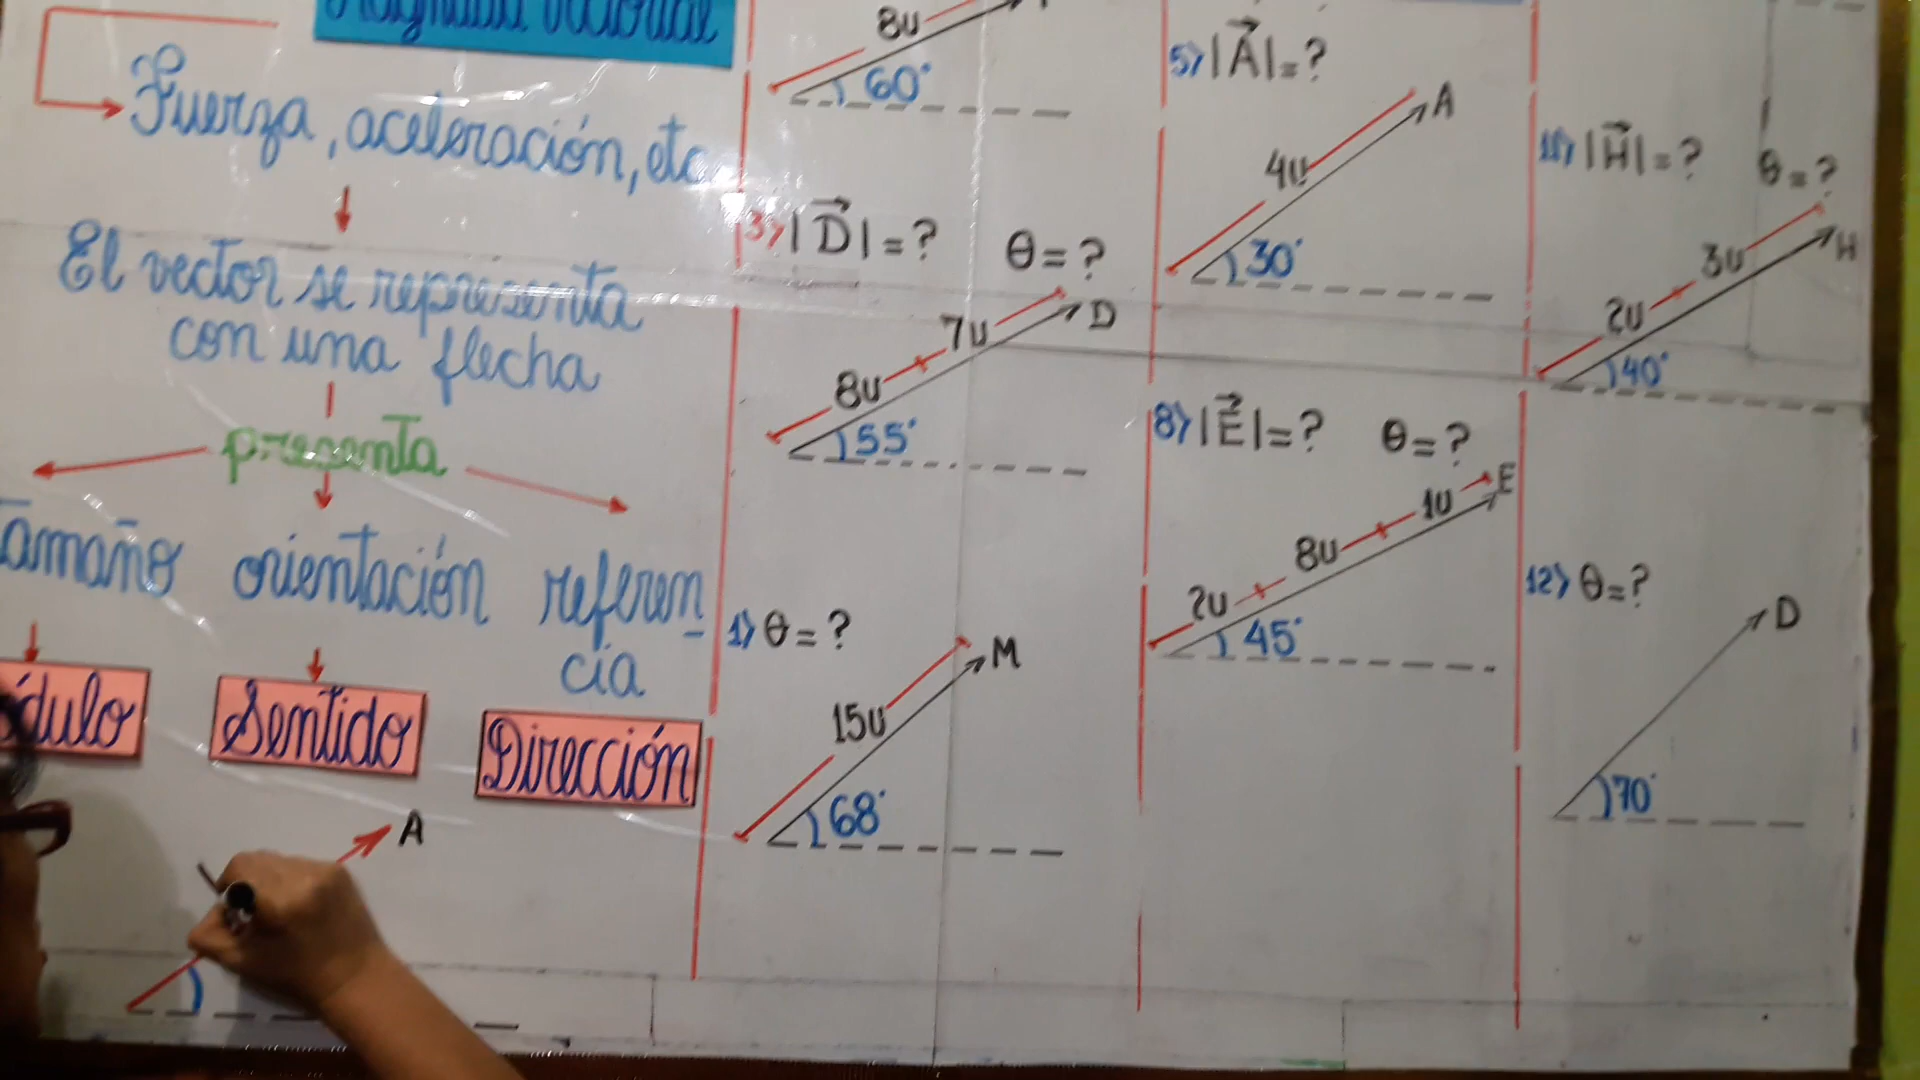 Magnitud vectorial
Fuerza, aceleración, etc
El vector se representa
con una flecha
presenta
Tamaño orientación referen
cia
Sentido
Dirección
A
8u
60°
3) |D| = ? θ = ?
8u 7u D
55°
1) θ = ?
15u M
68°
5) |A| = ?
4u A
30°
8) |E| = ? θ = ?
2u 8u 1u E
45°
|H| = ? θ = ?
2u 3u H
40°
12) θ = ?
D
70°